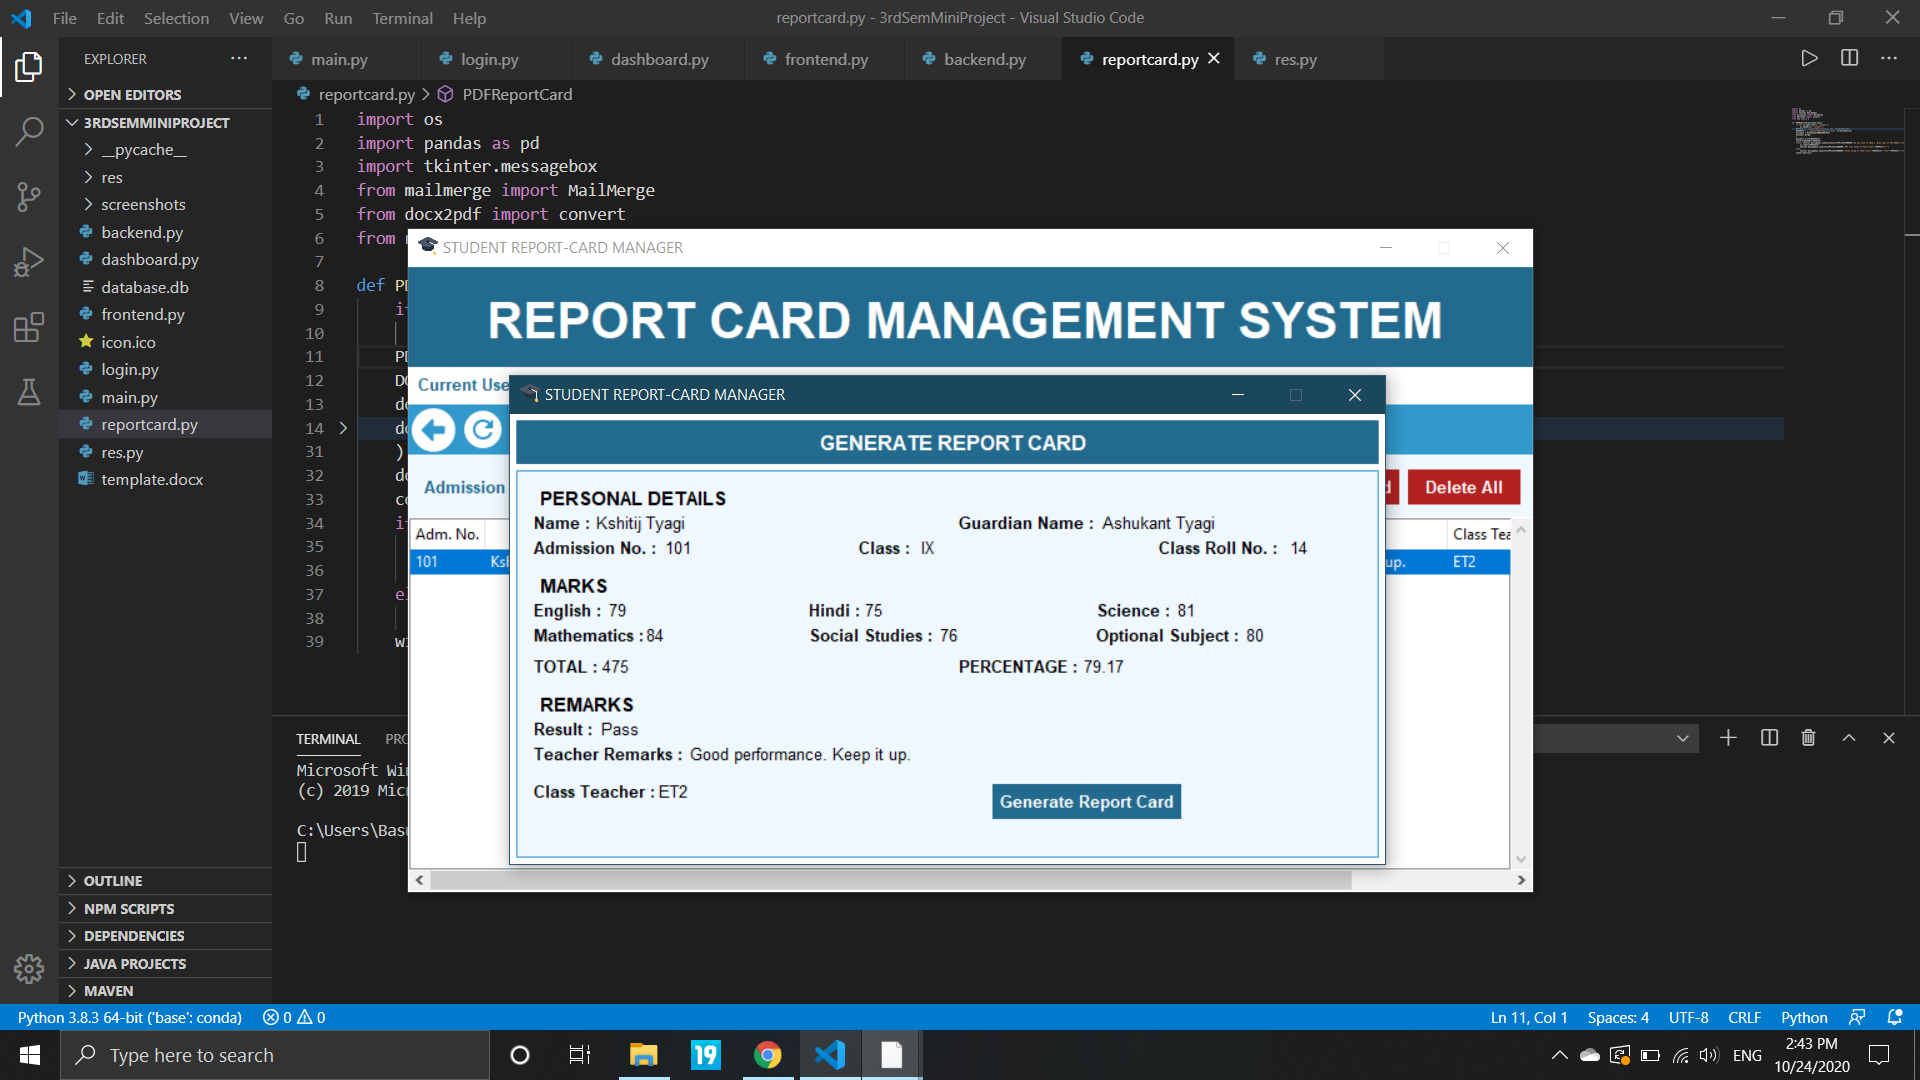 File Edit Selection View Go Run Terminal Help
reportcard.py - 3rdSemMiniProject - Visual Studio Code
EXPLORER
main.py
login.py
dashboard.py
frontend.py
backend.py
reportcard.py
res.py
OPEN EDITORS
3RDSEMMINIPROJECT
__pycache__
res
screenshots
backend.py
dashboard.py
database.db
frontend.py
icon.ico
login.py
main.py
reportcard.py
res.py
template.docx
OUTLINE
NPM SCRIPTS
DEPENDENCIES
JAVA PROJECTS
MAVEN
reportcard.py > PDFReportCard
1 import os
2 import pandas as pd
3 import tkinter.messagebox
4 from mailmerge import MailMerge
5 from docx2pdf import convert
6 from
7
8 def
9
10
11
12
13
14
31 )
32
33
34
35
36
37
38
39
STUDENT REPORT-CARD MANAGER
REPORT CARD MANAGEMENT SYSTEM
Current
Admission
Delete All
Adm. No.
Class
101
up.
ET2
STUDENT REPORT-CARD MANAGER
GENERATE REPORT CARD
PERSONAL DETAILS
Name : Kshitij Tyagi
Guardian Name : Ashukant Tyagi
Admission No. : 101
Class : IX
Class Roll No. : 14
MARKS
English : 79
Hindi : 75
Science : 81
Mathematics : 84
Social Studies : 76
Optional Subject : 80
TOTAL : 475
PERCENTAGE : 79.17
REMARKS
Result : Pass
Teacher Remarks : Good performance. Keep it up.
Class Teacher : ET2
Generate Report Card
TERMINAL
Microsoft
(c) 2019
C:\Users\
Python 3.8.3 64-bit ('base': conda) 0 0
Ln 11, Col 1 Spaces: 4 UTF-8 CRLF Python
Type here to search
19
ENG
2:43 PM
10/24/2020